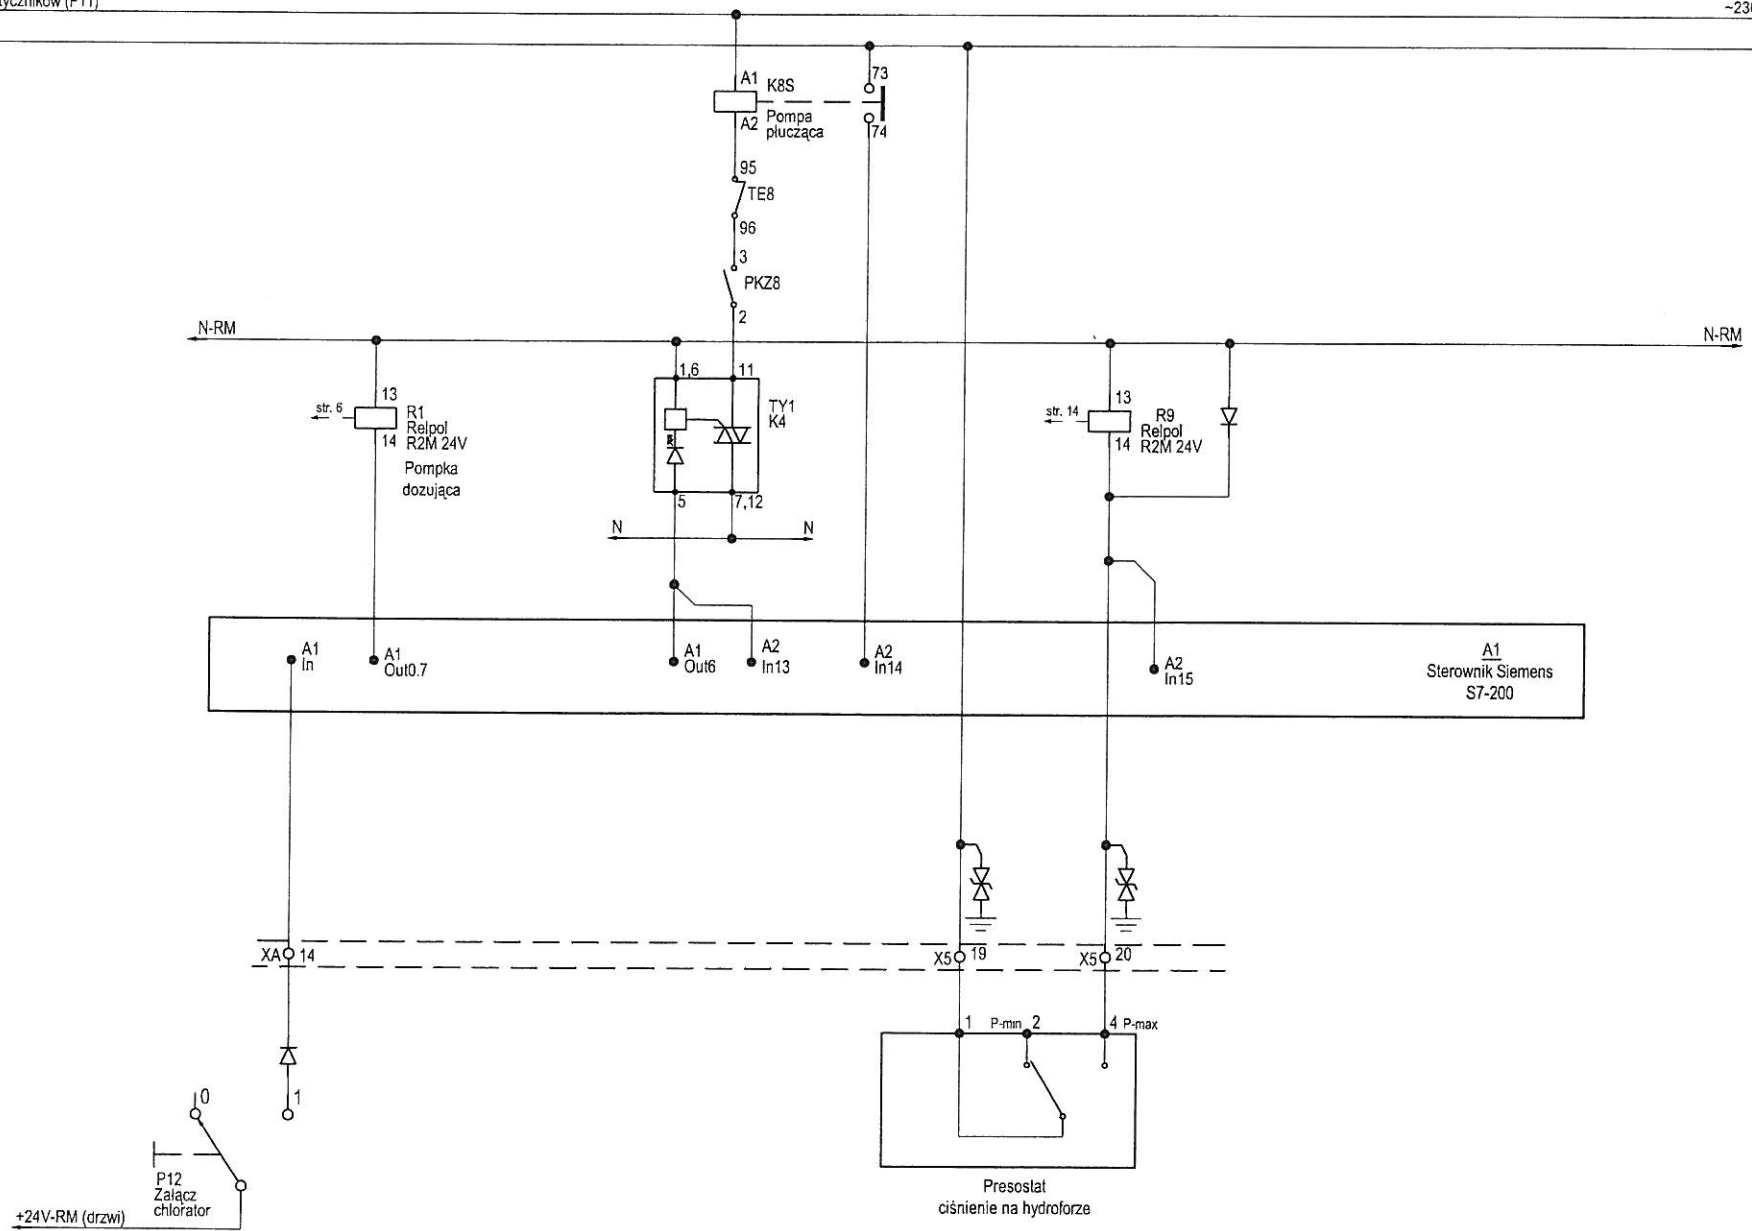 ~23
A1 K8S
Pompa
płucząca
A2
73
74
95
TE8
96
3
PKZ8
2
N-RM
N-RM
str. 6
13
R1
Relpol
R2M 24V
14
Pompka
dozująca
1,6
11
TY1
K4
5
7,12
N
N
str. 14
13
R9
Relpol
R2M 24V
14
A1
In
A1
Out0.7
A1
Out6
A2
In13
A2
In14
A2
In15
A1
Sterownik Siemens
S7-200
XA 14
X5 19
X5 20
1 P-min 2 4 P-max
0
1
P12
Załącz
chlorator
+24V-RM (drzwi)
Presostat
ciśnienie na hydroforze